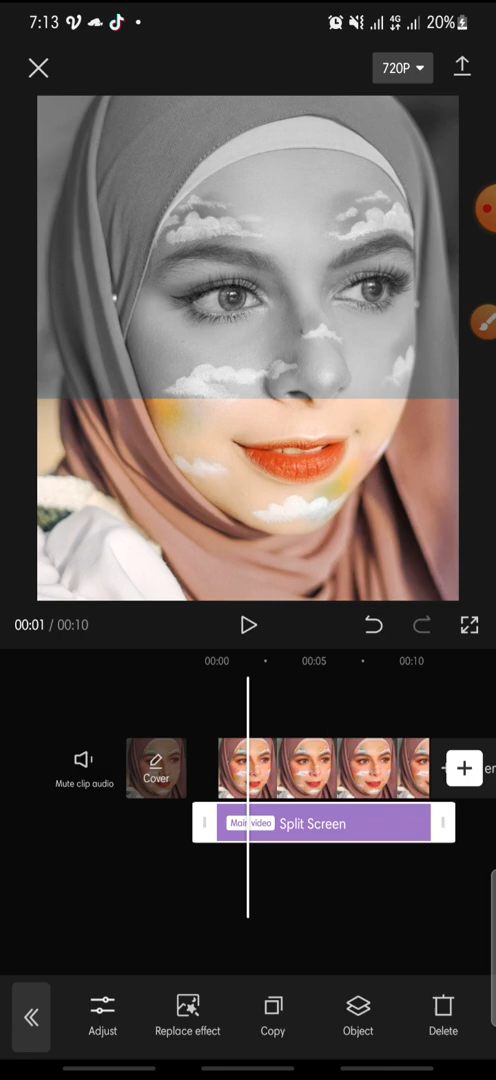 7:13
4G
20%
720P
00:01 / 00:10
00:00
00:05
00:10
Mute clip audio
Cover
Main video
Split Screen
Adjust
Replace effect
Copy
Object
Delete